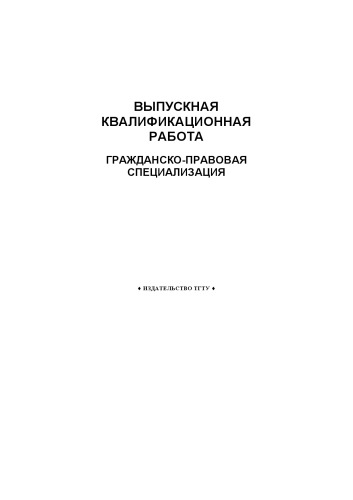 ВЫПУСКНАЯ
КВАЛИФИКАЦИОННАЯ
РАБОТА
ГРАЖДАНСКО-ПРАВОВАЯ
СПЕЦИАЛИЗАЦИЯ
♦ ИЗДАТЕЛЬСТВО ТГТУ ♦